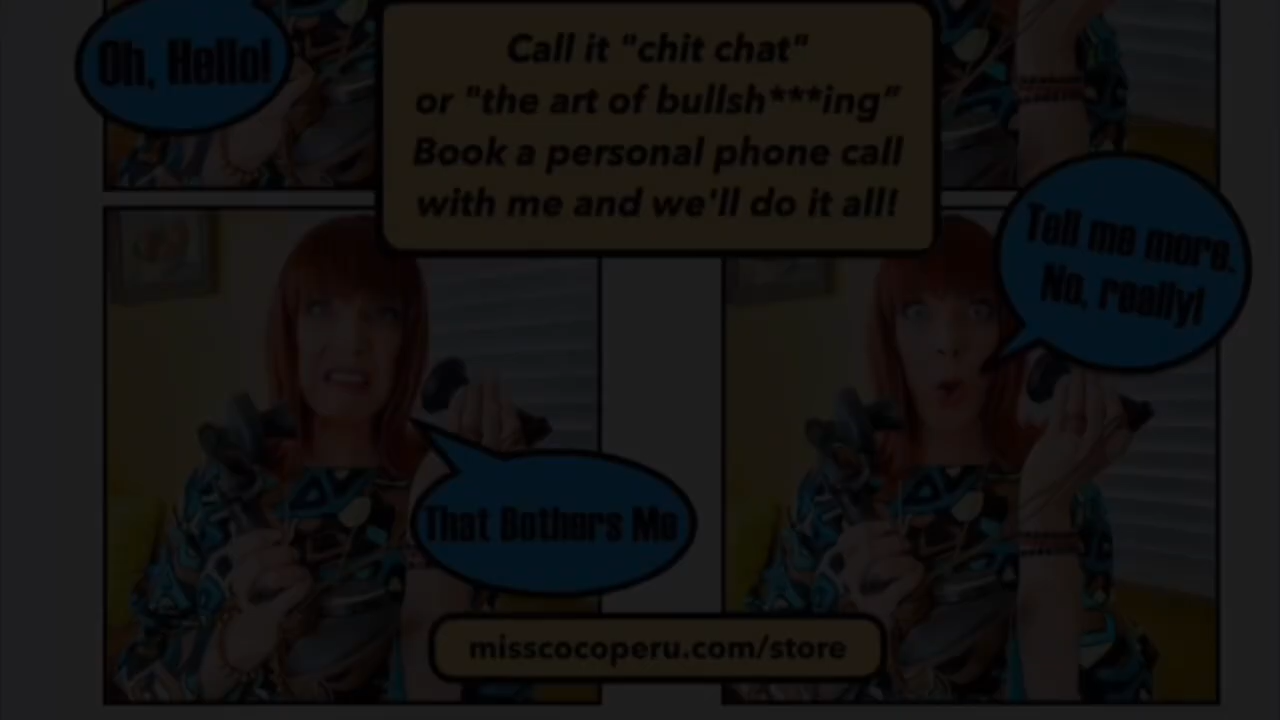 Oh, Hello!
Call it "chit chat"
or "the art of bullsh***ing"
Book a personal phone call
with me and we'll do it all!
Tell me more.
No, really!
That Bothers Me
misscocoperu.com/store